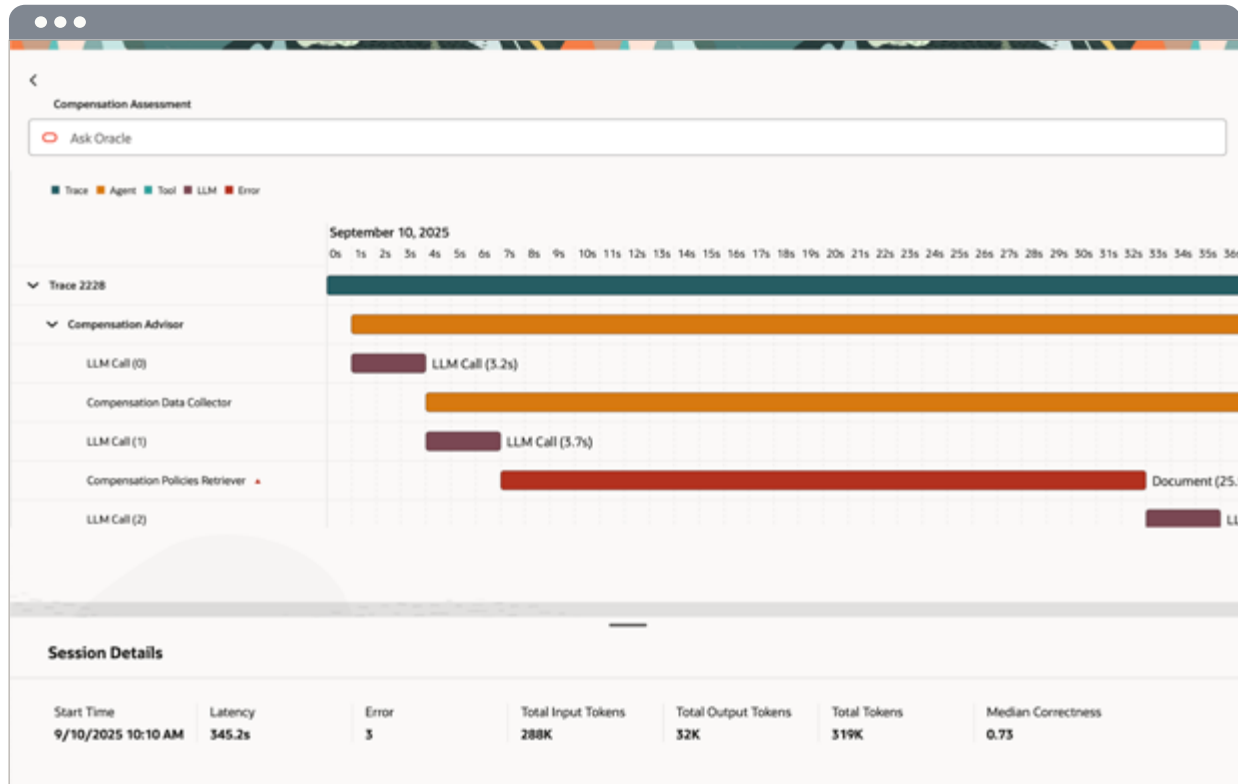 Compensation Assessment
Ask Oracle
Trace Agent Tool LLM Error
September 10, 2025
0s 1s 2s 3s 4s 5s 6s 7s 8s 9s 10s 11s 12s 13s 14s 15s 16s 17s 18s 19s 20s 21s 22s 23s 24s 25s 26s 27s 28s 29s 30s 31s 32s 33s 34s 35s 36s
Trace 2228
Compensation Advisor
LLM Call (0) LLM Call (3.2s)
Compensation Data Collector
LLM Call (1) LLM Call (3.7s)
Compensation Policies Retriever Document (25.
LLM Call (2) LL
Session Details
Start Time Latency Error Total Input Tokens Total Output Tokens Total Tokens Median Correctness
9/10/2025 10:10 AM 345.2s 3 288K 32K 319K 0.73